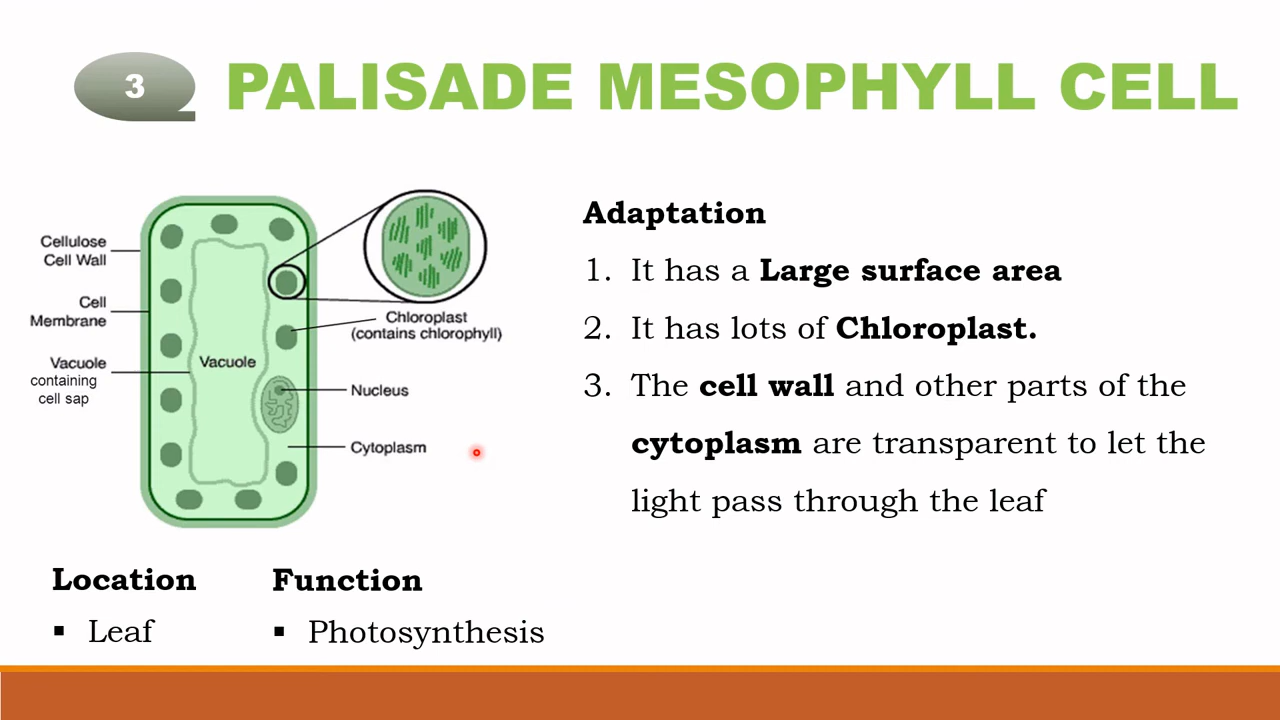 3
PALISADE MESOPHYLL CELL
Cellulose
Cell Wall
Cell
Membrane
Vacuole
containing
cell sap
Vacuole
Chloroplast
(contains chlorophyll)
Nucleus
Cytoplasm
Adaptation
1. It has a Large surface area
2. It has lots of Chloroplast.
3. The cell wall and other parts of the
cytoplasm are transparent to let the
light pass through the leaf
Location
▪ Leaf
Function
▪ Photosynthesis